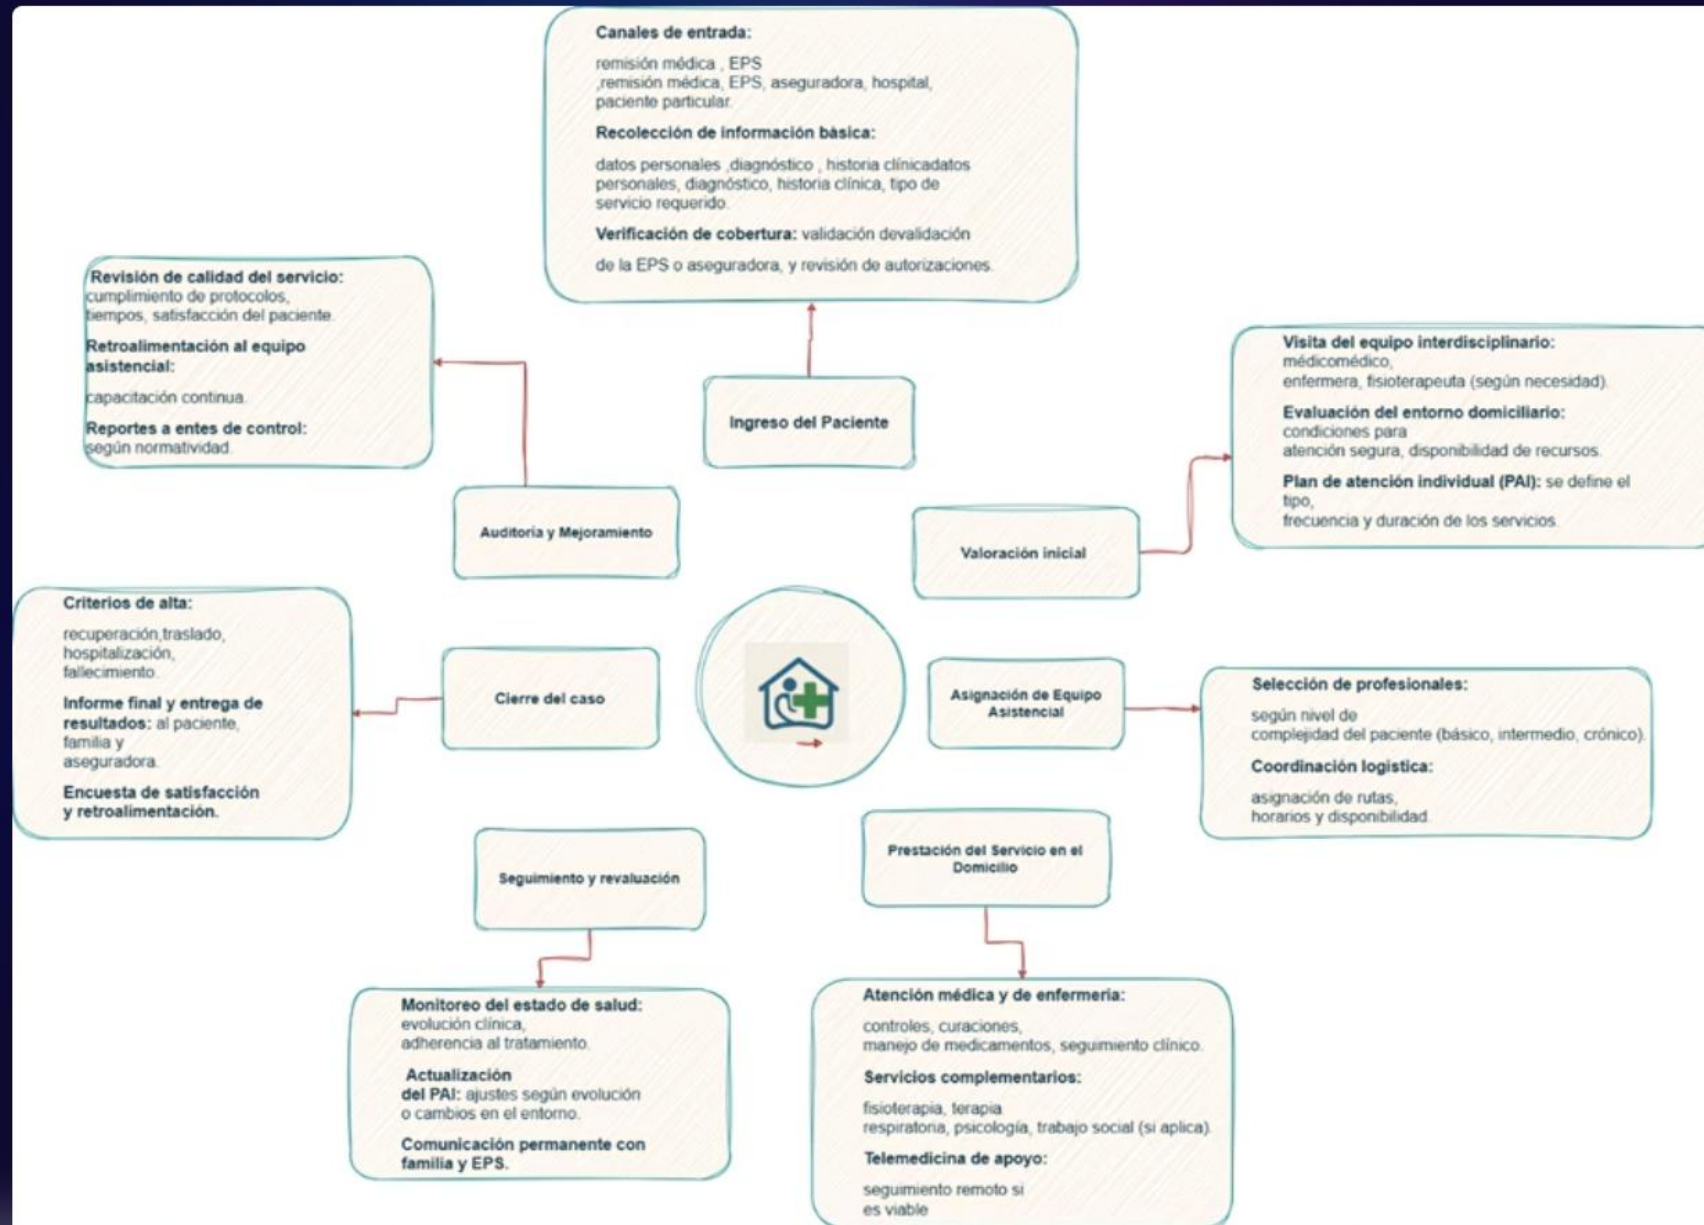 Canales de entrada:
remisión médica , EPS
,remisión médica, EPS, aseguradora, hospital,
paciente particular.
Recolección de información básica:
datos personales ,diagnóstico , historia clínicadatos
personales, diagnóstico, historia clínica, tipo de
servicio requerido.
Verificación de cobertura: validación devalidación
de la EPS o aseguradora, y revisión de autorizaciones.
Ingreso del Paciente
Visita del equipo interdisciplinario:
médicomédico,
enfermera, fisioterapeuta (según necesidad).
Evaluación del entorno domiciliario:
condiciones para
atención segura, disponibilidad de recursos.
Plan de atención individual (PAI): se define el
tipo,
frecuencia y duración de los servicios.
Valoración inicial
Asignación de Equipo
Asistencial
Selección de profesionales:
según nivel de
complejidad del paciente (básico, intermedio, crónico).
Coordinación logística:
asignación de rutas,
horarios y disponibilidad.
Prestación del Servicio en el
Domicilio
Atención médica y de enfermería:
controles, curaciones,
manejo de medicamentos, seguimiento clínico.
Servicios complementarios:
fisioterapia, terapia
respiratoria, psicología, trabajo social (si aplica).
Telemedicina de apoyo:
seguimiento remoto si
es viable
Seguimiento y revaluación
Monitoreo del estado de salud:
evolución clínica,
adherencia al tratamiento.
Actualización
del PAI: ajustes según evolución
o cambios en el entorno.
Comunicación permanente con
familia y EPS.
Cierre del caso
Criterios de alta:
recuperación,traslado,
hospitalización,
fallecimiento.
Informe final y entrega de
resultados: al paciente,
familia y
aseguradora.
Encuesta de satisfacción
y retroalimentación.
Auditoría y Mejoramiento
Revisión de calidad del servicio:
cumplimiento de protocolos,
tiempos, satisfacción del paciente.
Retroalimentación al equipo
asistencial:
capacitación continua.
Reportes a entes de control:
según normatividad.